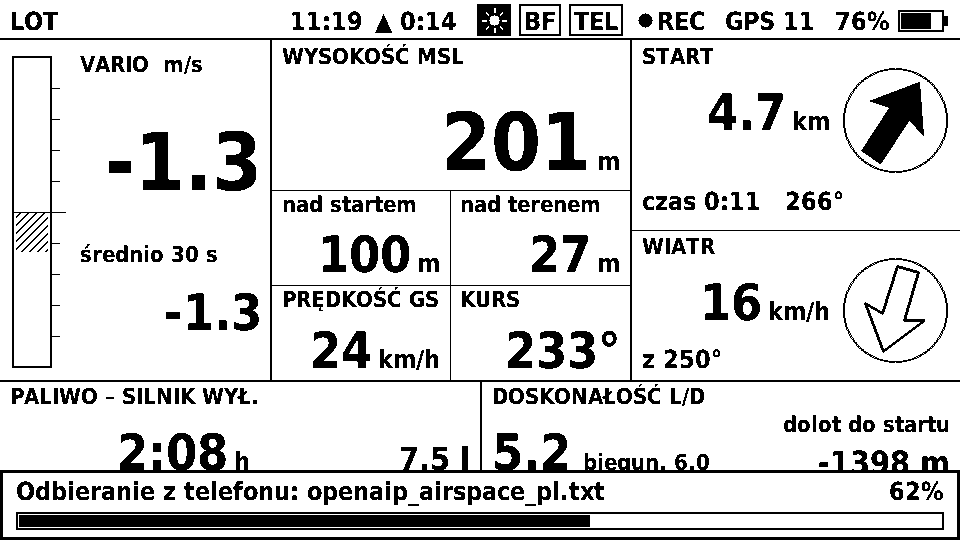 LOT 11:19 ▲ 0:14 BF TEL ●REC GPS 11 76%
VARIO m/s
-1.3
średnio 30 s
-1.3
WYSOKOŚĆ MSL
201 m
nad startem
100 m
nad terenem
27 m
PRĘDKOŚĆ GS
24 km/h
KURS
233°
START
4.7 km
czas 0:11 266°
WIATR
16 km/h
z 250°
PALIWO – SILNIK WYŁ.
2:08 h 7.5 l
DOSKONAŁOŚĆ L/D
5.2 biegun. 6.0
dolot do startu
-1398 m
Odbieranie z telefonu: openaip_airspace_pl.txt 62%